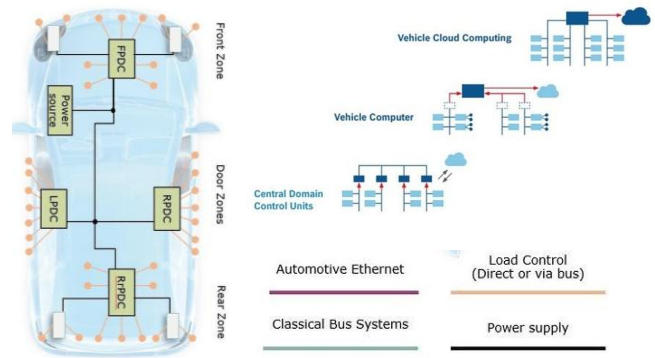 Front Zone
FPDC
Power
source
Door Zones
LPDC
RPDC
RrPDC
Rear Zone
Vehicle Cloud Computing
Vehicle Computer
Central Domain
Control Units
Automotive Ethernet
Load Control
(Direct or via bus)
Classical Bus Systems
Power supply